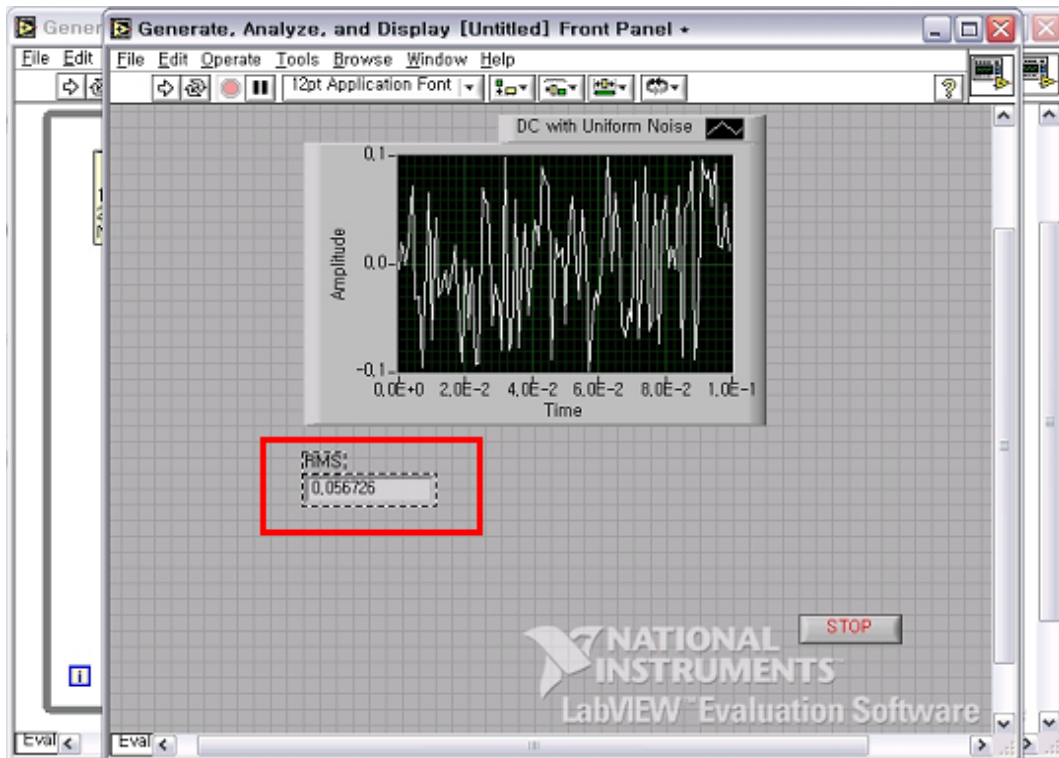 Gener
Generate, Analyze, and Display [Untitled] Front Panel *
File Edit
File Edit Operate Tools Browse Window Help
12pt Application Font
?
DC with Uniform Noise
0,1
0,0
-0,1
Amplitude
0,0E+0 2,0E-2 4,0E-2 6,0E-2 8,0E-2 1,0E-1
Time
RMS;
0,056726
STOP
i
NATIONAL
INSTRUMENTS™
LabVIEW™ Evaluation Software
Eval
Eval